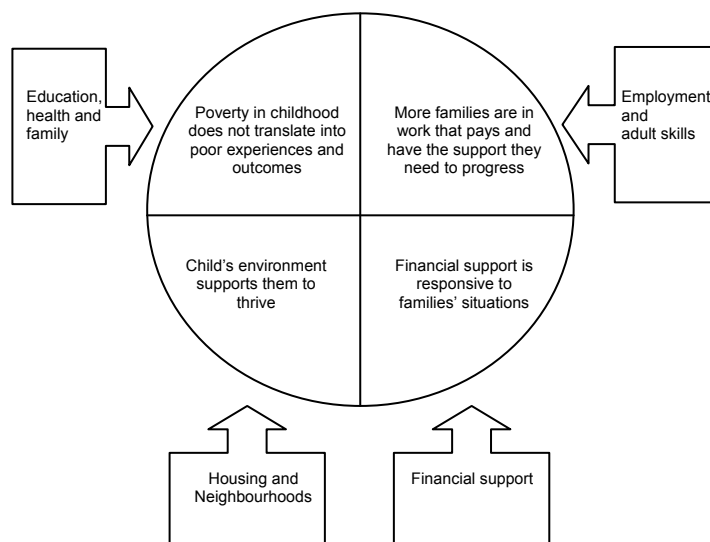 Education,
health and
family
Poverty in childhood
does not translate into
poor experiences and
outcomes
More families are in
work that pays and
have the support they
need to progress
Employment
and
adult skills
Child’s environment
supports them to
thrive
Financial support is
responsive to
families’ situations
Housing and
Neighbourhoods
Financial support